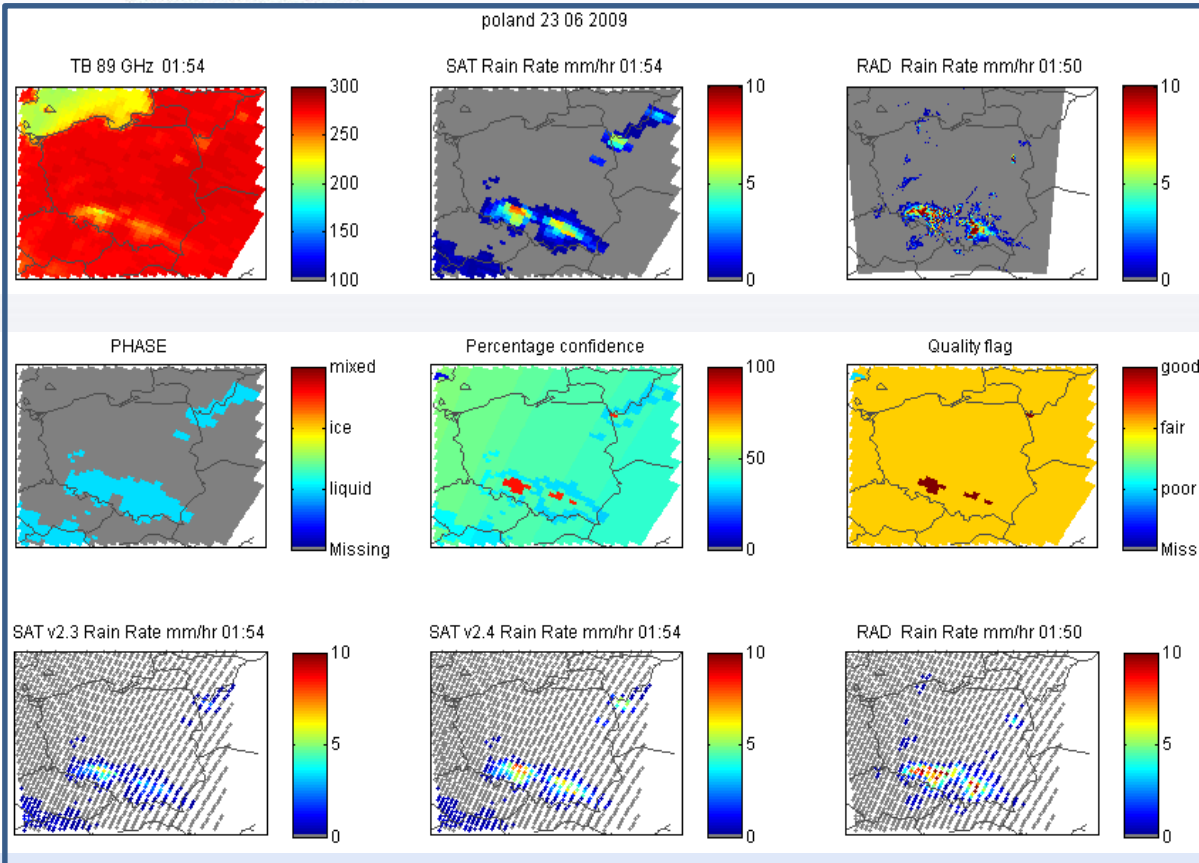 poland 23 06 2009
TB 89 GHz 01:54
300
250
200
150
100
SAT Rain Rate mm/hr 01:54
10
5
0
RAD Rain Rate mm/hr 01:50
10
5
0
PHASE
mixed
ice
liquid
Missing
Percentage confidence
100
50
0
Quality flag
good
fair
poor
Miss
SAT v2.3 Rain Rate mm/hr 01:54
10
5
0
SAT v2.4 Rain Rate mm/hr 01:54
10
5
0
RAD Rain Rate mm/hr 01:50
10
5
0